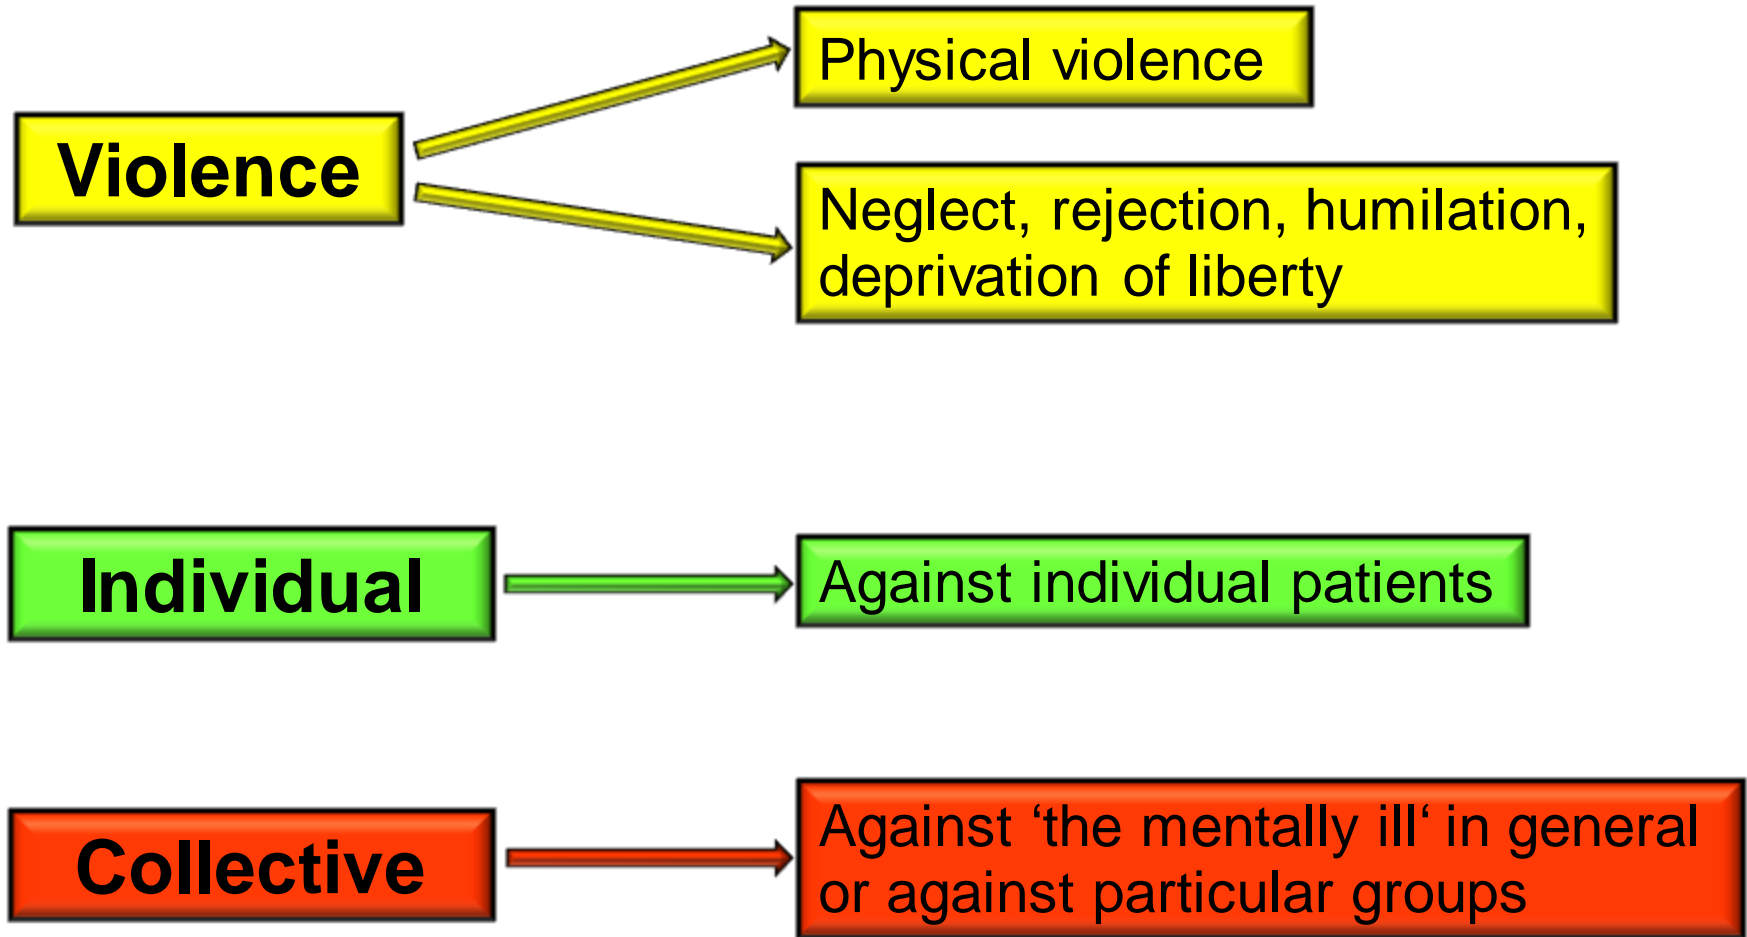 Physical violence
Violence
Neglect, rejection, humilation,
deprivation of liberty
Individual
Against individual patients
Collective
Against ‘the mentally ill‘ in general
or against particular groups